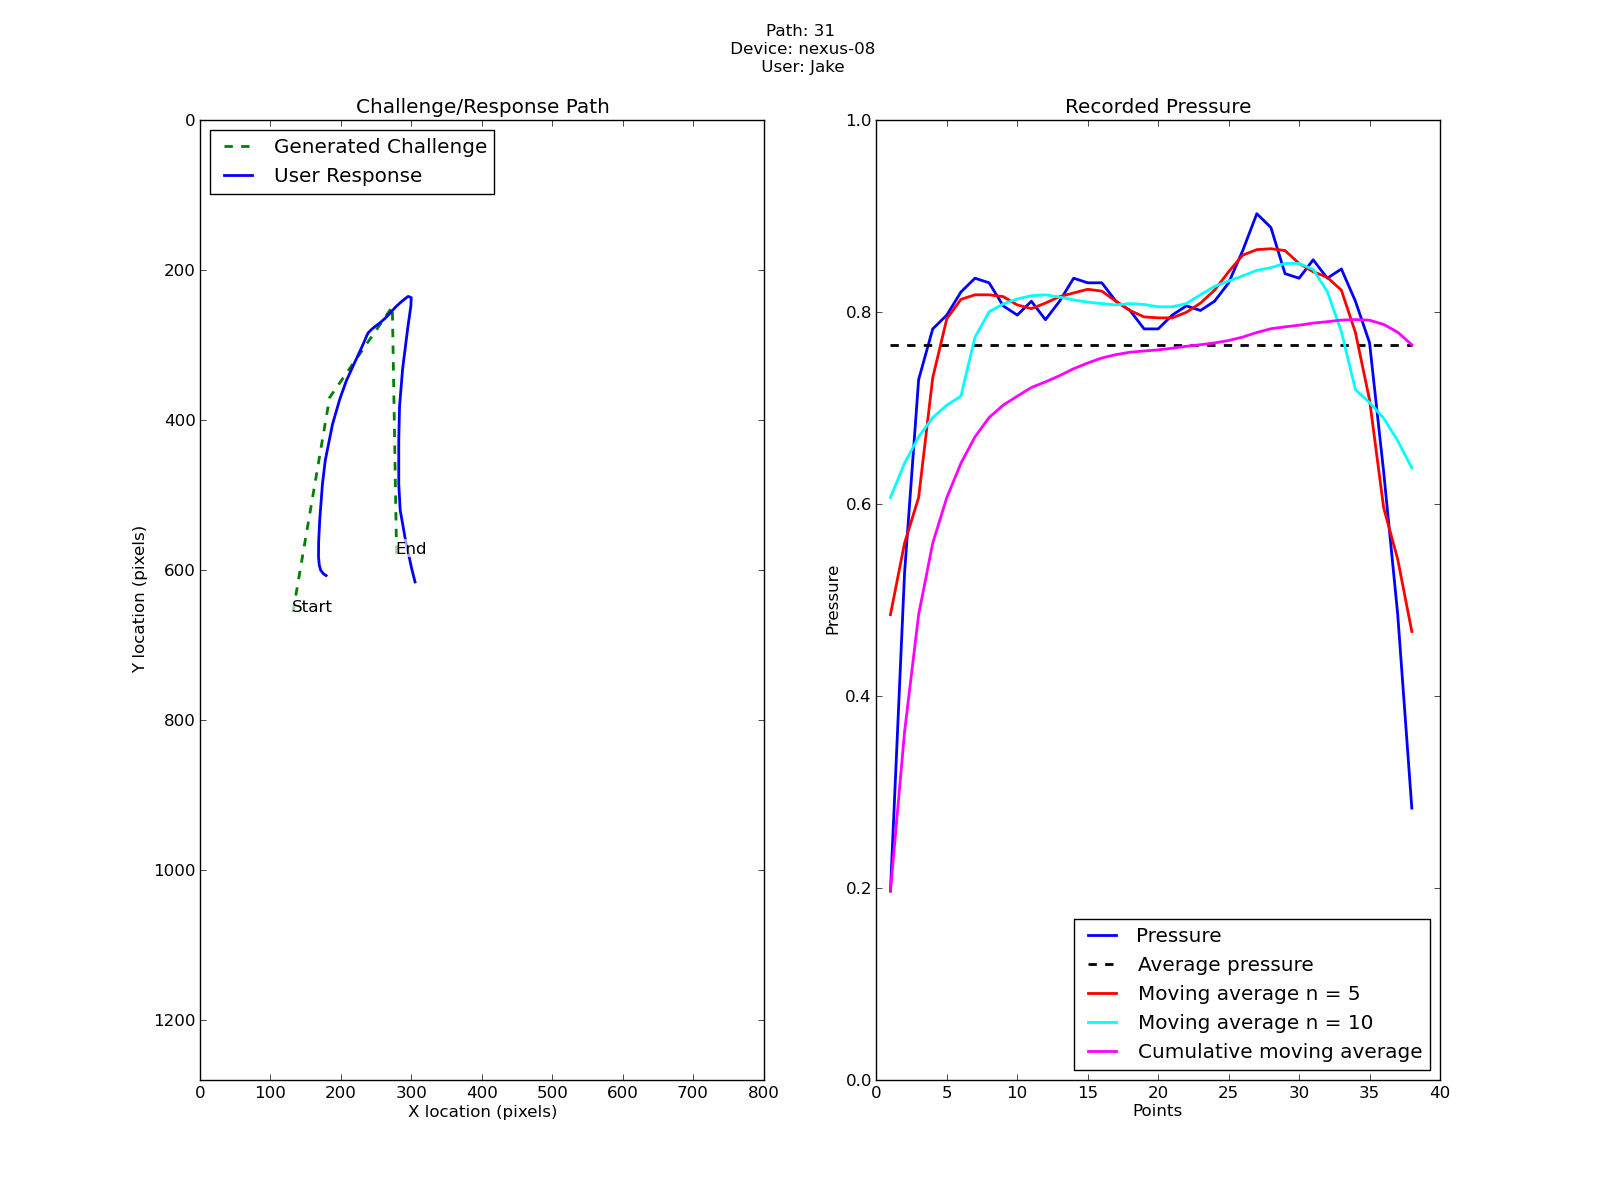 Path: 31
Device: nexus-08
User: Jake
Challenge/Response Path
Generated Challenge
User Response
0
200
400
600
800
1000
1200
Y location (pixels)
Start
End
0 100 200 300 400 500 600 700 800
X location (pixels)
Recorded Pressure
1.0
0.8
0.6
0.4
0.2
0.0
Pressure
Pressure
Average pressure
Moving average n = 5
Moving average n = 10
Cumulative moving average
0 5 10 15 20 25 30 35 40
Points